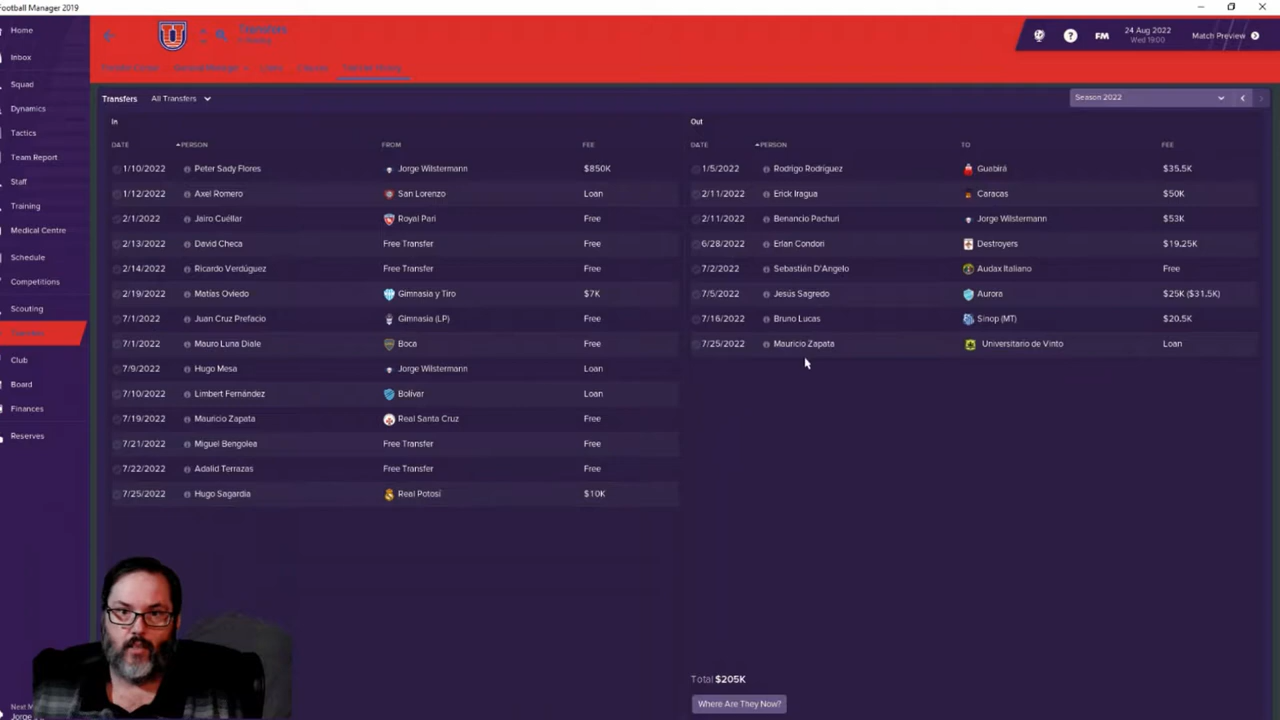 Football Manager 2019
Home
Inbox
Squad
Dynamics
Tactics
Team Report
Staff
Training
Medical Centre
Schedule
Competitions
Scouting
Transfers
Club
Board
Finances
Reserves
Transfers
Transfer History
24 Aug 2022
Wed 19:00
FM
Match Preview
Transfers All Transfers
Season 2022
In
DATE PERSON FROM FEE
1/10/2022 Peter Sady Flores Jorge Wilstermann $850K
1/12/2022 Axel Romero San Lorenzo Loan
2/1/2022 Jairo Cuéllar Royal Pari Free
2/13/2022 David Checa Free Transfer Free
2/14/2022 Ricardo Verdúguez Free Transfer Free
2/19/2022 Matías Oviedo Gimnasia y Tiro $7K
7/1/2022 Juan Cruz Prefacio Gimnasia (LP) Free
7/1/2022 Mauro Luna Diale Boca Free
7/9/2022 Hugo Mesa Jorge Wilstermann Loan
7/10/2022 Limbert Fernández Bolívar Loan
7/19/2022 Mauricio Zapata Real Santa Cruz Free
7/21/2022 Miguel Bengolea Free Transfer Free
7/22/2022 Adalid Terrazas Free Transfer Free
7/25/2022 Hugo Sagardia Real Potosí $10K
Out
DATE PERSON TO FEE
1/5/2022 Rodrigo Rodríguez Guabirá $35.5K
2/11/2022 Erick Iragua Caracas $50K
2/11/2022 Benancio Pachuri Jorge Wilstermann $53K
6/28/2022 Erlan Condori Destroyers $19.25K
7/2/2022 Sebastián D'Angelo Audax Italiano Free
7/5/2022 Jesús Sagredo Aurora $25K ($31.5K)
7/16/2022 Bruno Lucas Sinop (MT) $20.5K
7/25/2022 Mauricio Zapata Universitario de Vinto Loan
Total $205K
Where Are They Now?
Next M
Jorge